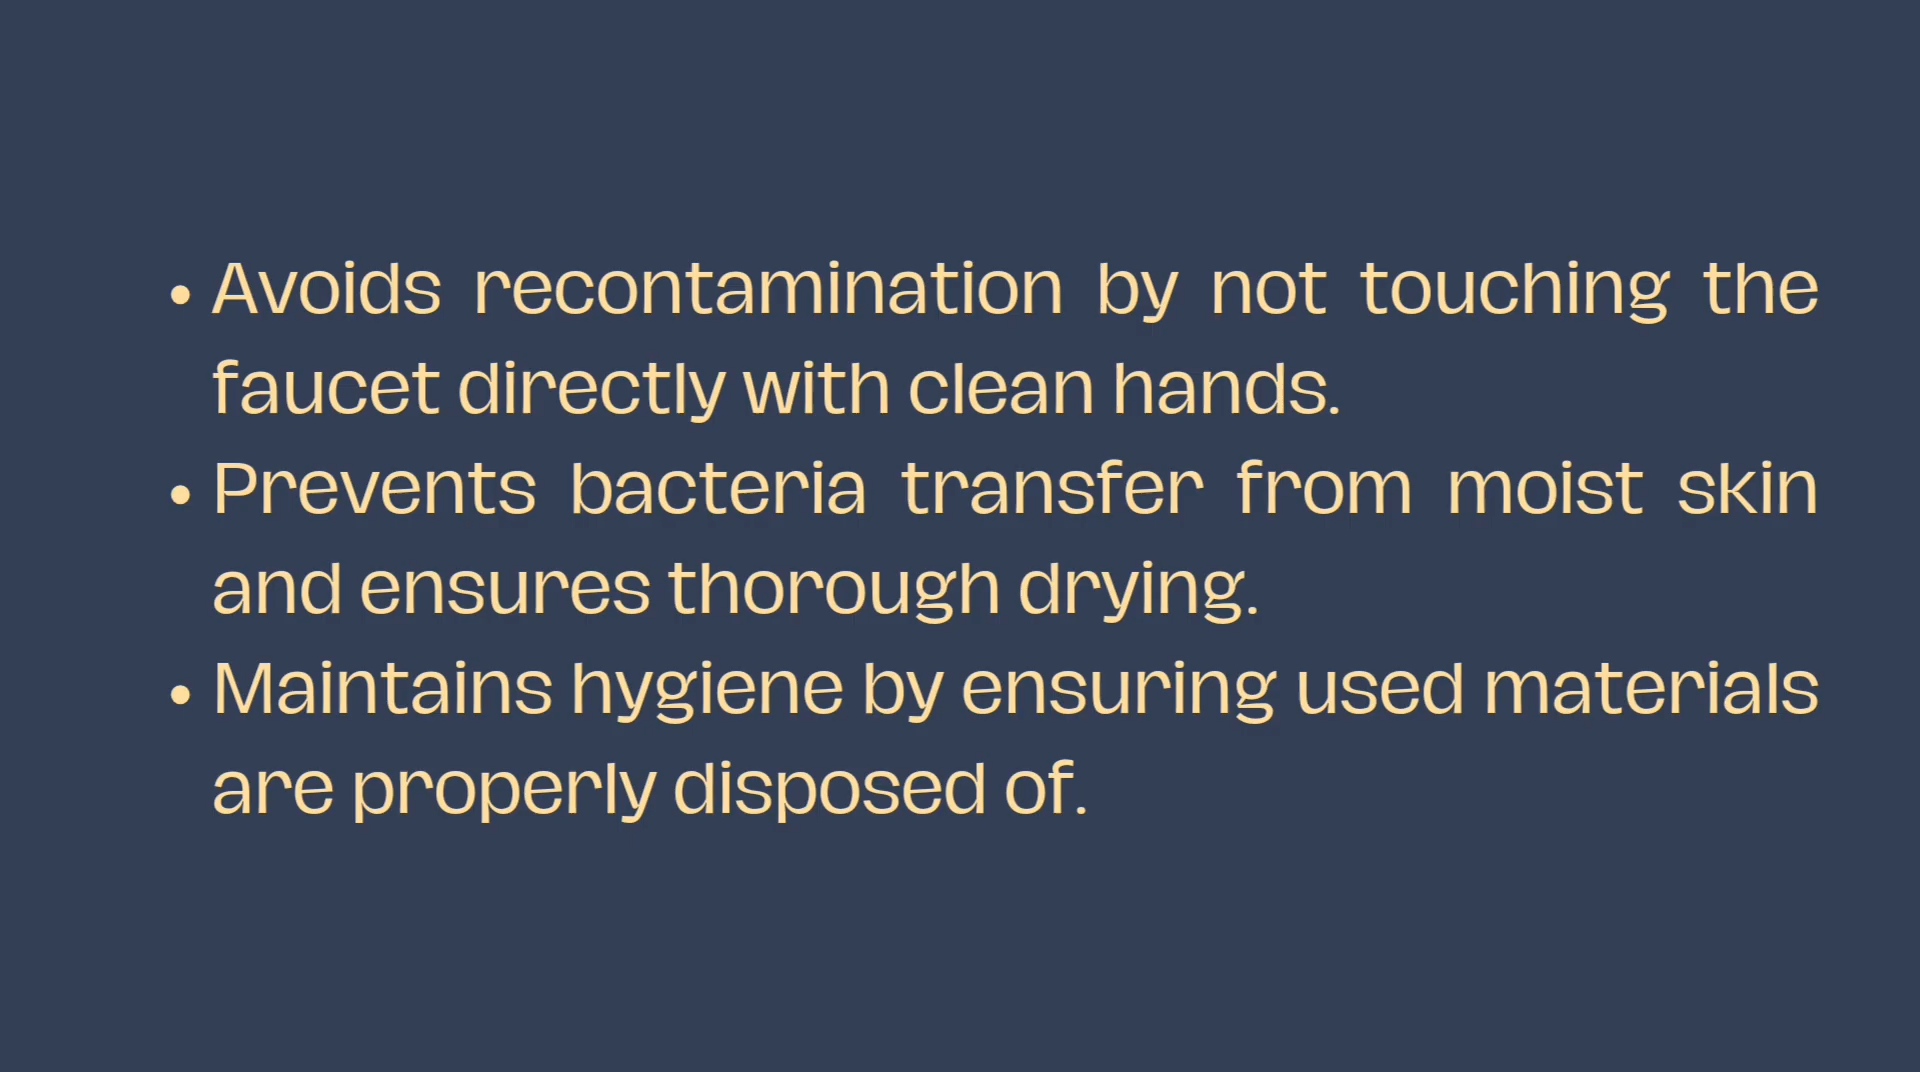 • Avoids recontamination by not touching the
faucet directly with clean hands.
• Prevents bacteria transfer from moist skin
and ensures thorough drying.
• Maintains hygiene by ensuring used materials
are properly disposed of.